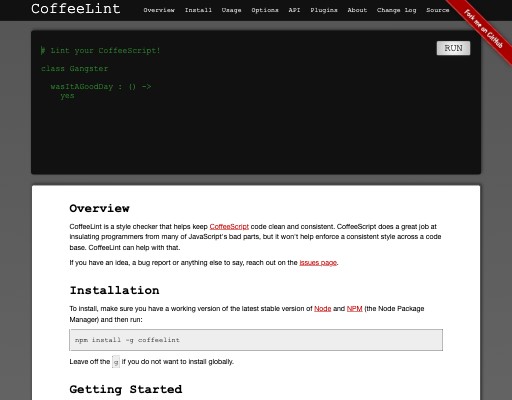 CoffeeLint
Overview Install Usage Options API Plugins About Change Log Source
Fork me on GitHub
# Lint your CoffeeScript!
RUN
class Gangster
wasItAGoodDay : () ->
yes
Overview
CoffeeLint is a style checker that helps keep CoffeeScript code clean and consistent. CoffeeScript does a great job at
insulating programmers from many of JavaScript's bad parts, but it won't help enforce a consistent style across a code
base. CoffeeLint can help with that.
If you have an idea, a bug report or anything else to say, reach out on the issues page.
Installation
To install, make sure you have a working version of the latest stable version of Node and NPM (the Node Package
Manager) and then run:
npm install -g coffeelint
Leave off the g if you do not want to install globally.
Getting Started